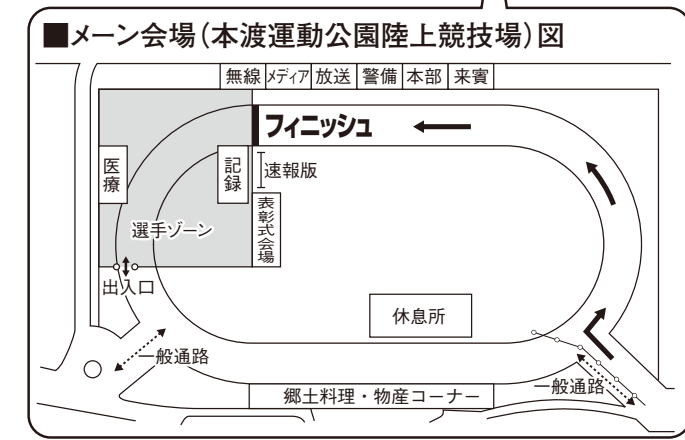 ■メーン会場(本渡運動公園陸上競技場)図
無線 メディア 放送 警備 本部 来賓
フィニッシュ
医療
記録
速報版
表彰式会場
選手ゾーン
出入口
休息所
一般通路
一般通路
郷土料理・物産コーナー